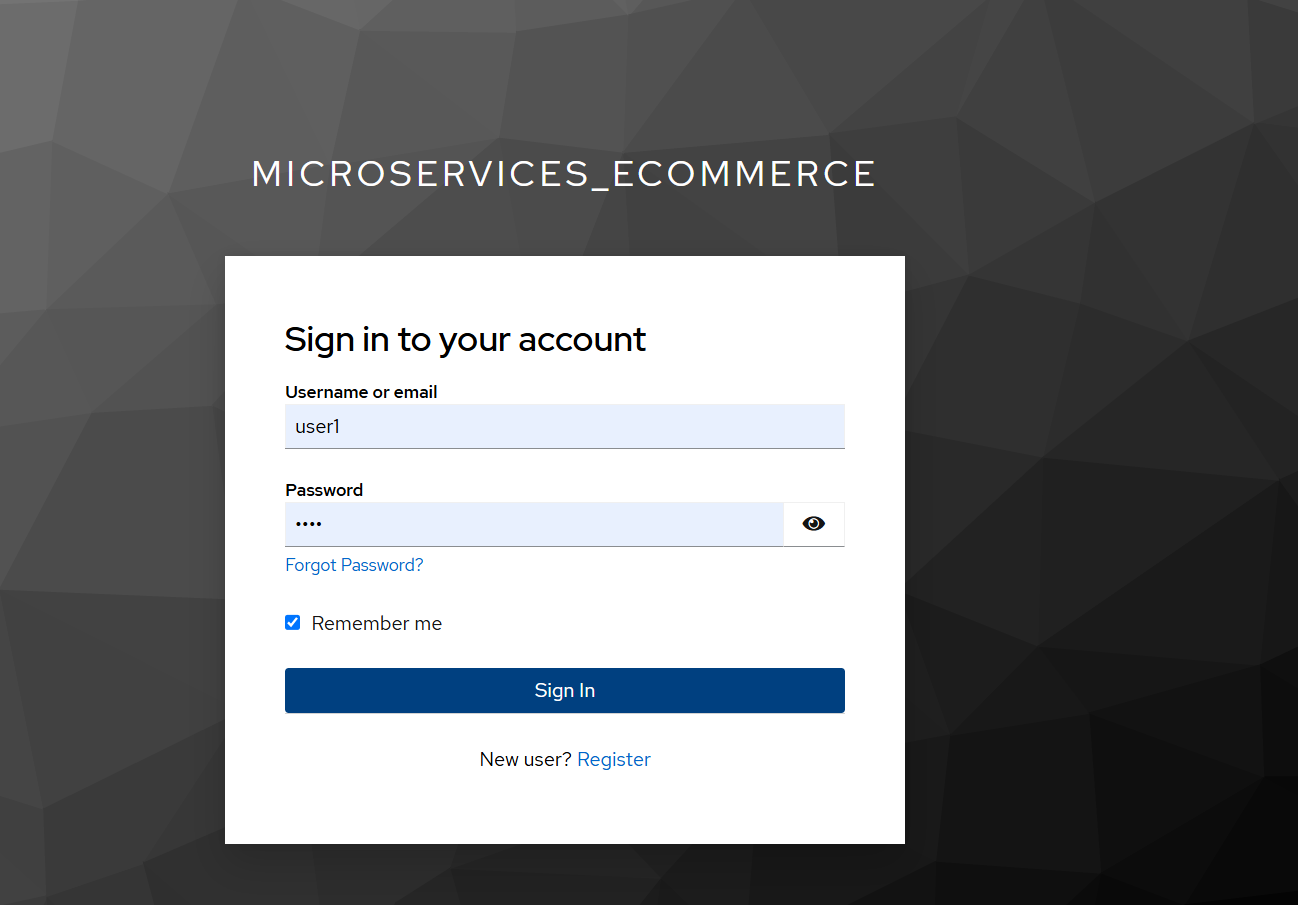 MICROSERVICES_ECOMMERCE
Sign in to your account
Username or email
user1
Password
••••
Forgot Password?
Remember me
Sign In
New user? Register